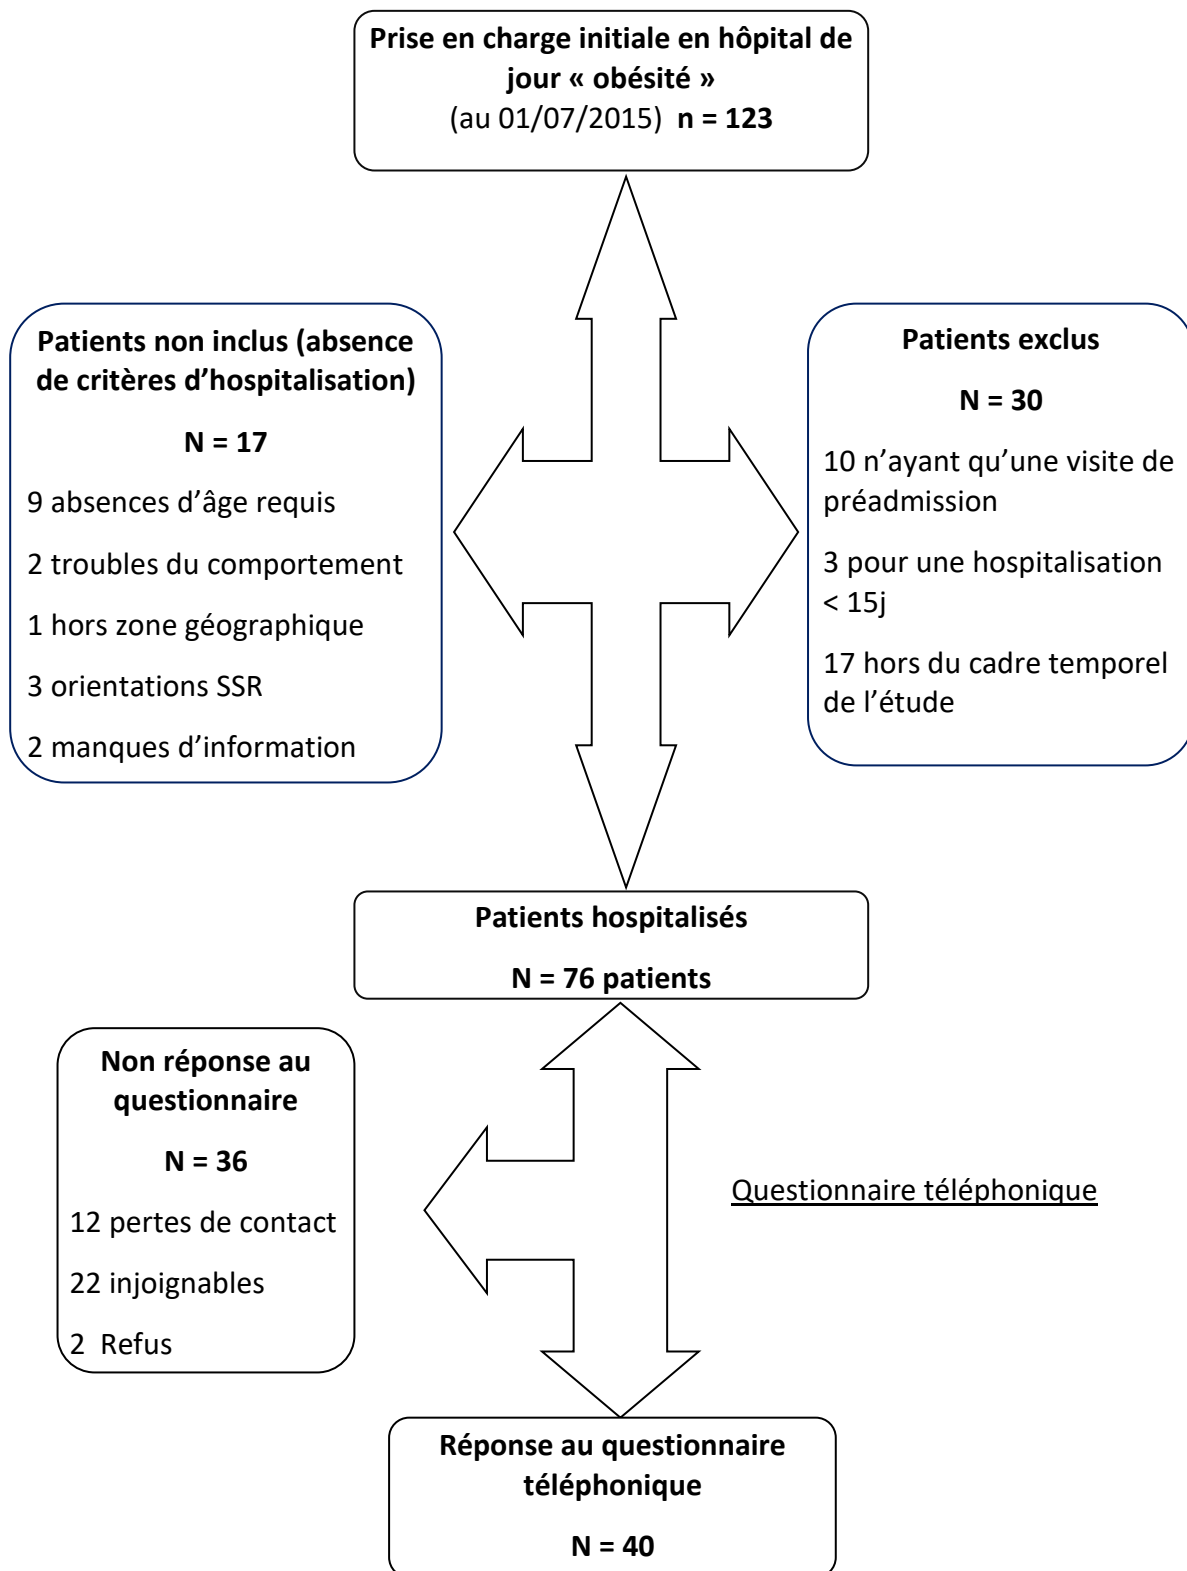 Prise en charge initiale en hôpital de
jour « obésité »
(au 01/07/2015)  n = 123
Patients non inclus (absence
de critères d’hospitalisation)
N = 17
9 absences d’âge requis
2 troubles du comportement
1 hors zone géographique
3 orientations SSR
2 manques d’information
Patients exclus
N = 30
10 n’ayant qu’une visite de
préadmission
3 pour une hospitalisation
< 15j
17 hors du cadre temporel
de l’étude
Patients hospitalisés
N = 76 patients
Non réponse au
questionnaire
N = 36
12 pertes de contact
22 injoignables
2  Refus
Questionnaire téléphonique
Réponse au questionnaire
téléphonique
N = 40